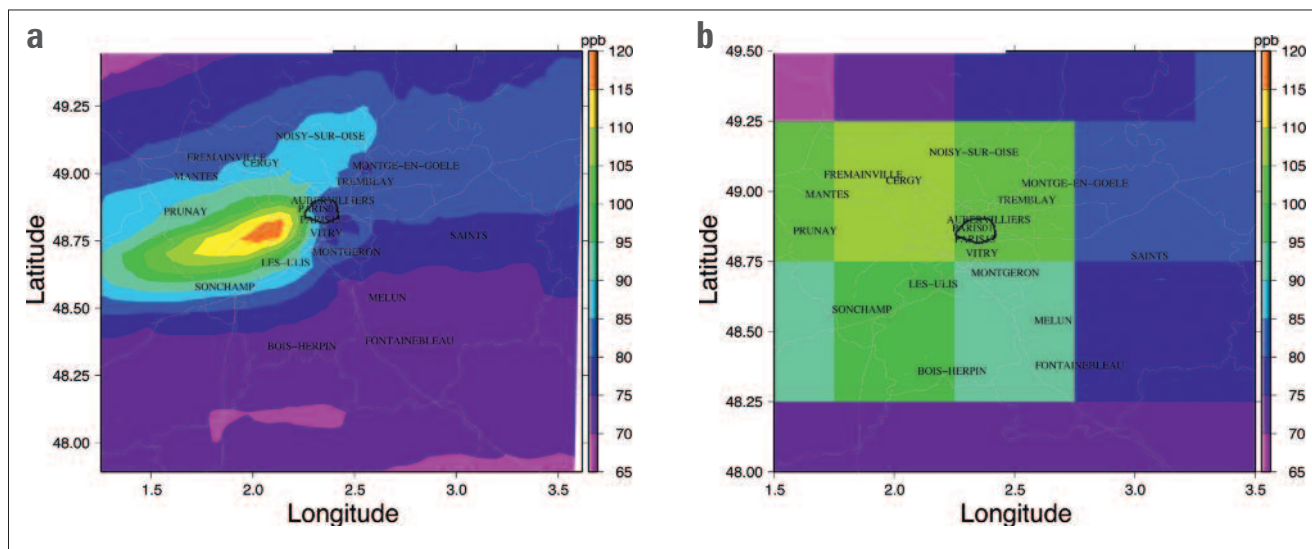 a
ppb
120
115
110
105
100
95
90
85
80
75
70
65
49.25
49.00
48.75
48.50
48.25
48.00
Latitude
NOISY-SUR-OISE
FREMAINVILLE
CERGY
MONTGE-EN-GOELE
MANTES
TREMBLAY
AUBERVILLIERS
PRUNAY
VITRY
SAINTS
MONTGERON
LES-ULIS
SONCHAMP
MELUN
BOIS-HERPIN
FONTAINEBLEAU
1.5
2.0
2.5
3.0
3.5
Longitude
b
ppb
120
115
110
105
100
95
90
85
80
75
70
65
49.50
49.25
49.00
48.75
48.50
48.25
48.00
Latitude
NOISY-SUR-OISE
FREMAINVILLE
CERGY
MONTGE-EN-GOELE
MANTES
TREMBLAY
AUBERVILLIERS
PRUNAY
VITRY
SAINTS
MONTGERON
LES-ULIS
SONCHAMP
MELUN
BOIS-HERPIN
FONTAINEBLEAU
1.5
2.0
2.5
3.0
3.5
Longitude